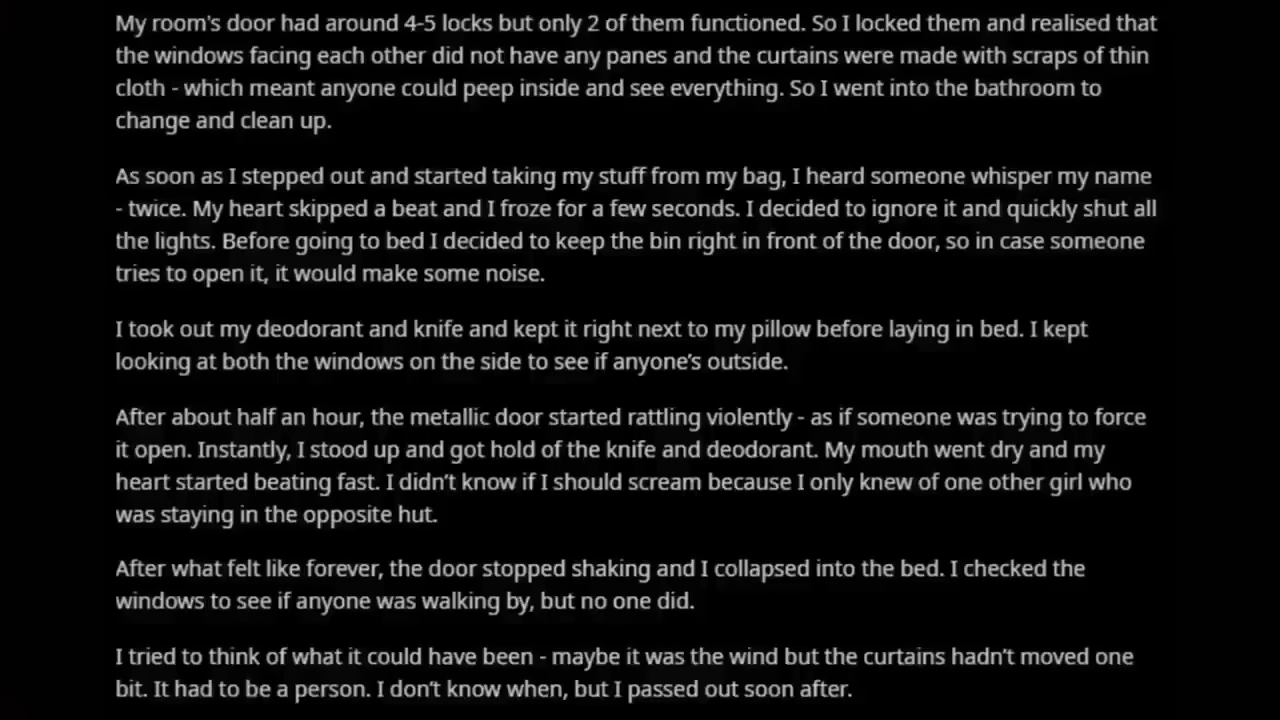 My room's door had around 4-5 locks but only 2 of them functioned. So I locked them and realised that
the windows facing each other did not have any panes and the curtains were made with scraps of thin
cloth - which meant anyone could peep inside and see everything. So I went into the bathroom to
change and clean up.
As soon as I stepped out and started taking my stuff from my bag, I heard someone whisper my name
- twice. My heart skipped a beat and I froze for a few seconds. I decided to ignore it and quickly shut all
the lights. Before going to bed I decided to keep the bin right in front of the door, so in case someone
tries to open it, it would make some noise.
I took out my deodorant and knife and kept it right next to my pillow before laying in bed. I kept
looking at both the windows on the side to see if anyone’s outside.
After about half an hour, the metallic door started rattling violently - as if someone was trying to force
it open. Instantly, I stood up and got hold of the knife and deodorant. My mouth went dry and my
heart started beating fast. I didn’t know if I should scream because I only knew of one other girl who
was staying in the opposite hut.
After what felt like forever, the door stopped shaking and I collapsed into the bed. I checked the
windows to see if anyone was walking by, but no one did.
I tried to think of what it could have been - maybe it was the wind but the curtains hadn’t moved one
bit. It had to be a person. I don’t know when, but I passed out soon after.